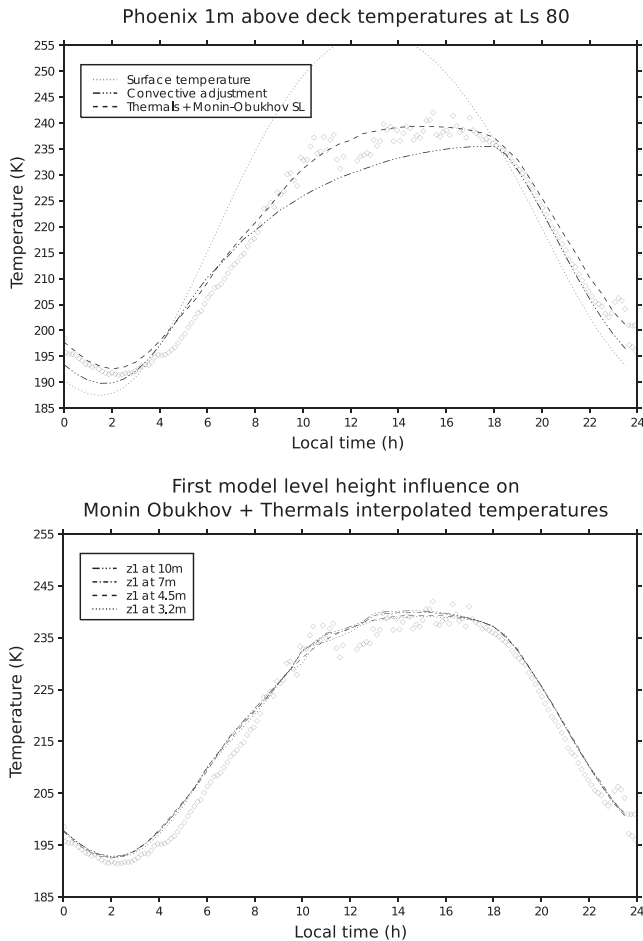 Phoenix 1m above deck temperatures at Ls 80
255
250
245
240
235
230
225
220
215
210
205
200
195
190
185
Temperature (K)
Surface temperature
Convective adjustment
Thermals + Monin-Obukhov SL
0 2 4 6 8 10 12 14 16 18 20 22 24
Local time (h)
First model level height influence on
Monin Obukhov + Thermals interpolated temperatures
255
245
235
225
215
205
195
185
Temperature (K)
z1 at 10m
z1 at 7m
z1 at 4.5m
z1 at 3.2m
0 2 4 6 8 10 12 14 16 18 20 22 24
Local time (h)